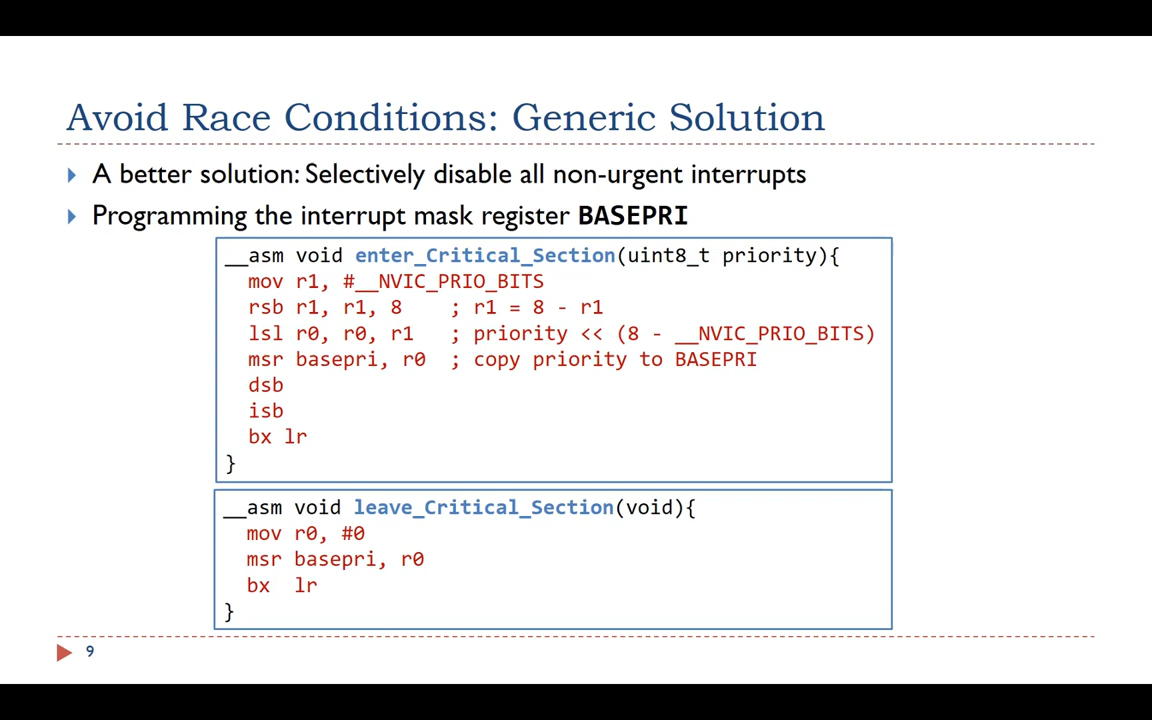 Avoid Race Conditions: Generic Solution
A better solution: Selectively disable all non-urgent interrupts
Programming the interrupt mask register BASEPRI
__asm void enter_Critical_Section(uint8_t priority){
mov r1, #__NVIC_PRIO_BITS
rsb r1, r1, 8 ; r1 = 8 - r1
lsl r0, r0, r1 ; priority << (8 - __NVIC_PRIO_BITS)
msr basepri, r0 ; copy priority to BASEPRI
dsb
isb
bx lr
}
__asm void leave_Critical_Section(void){
mov r0, #0
msr basepri, r0
bx lr
}
9